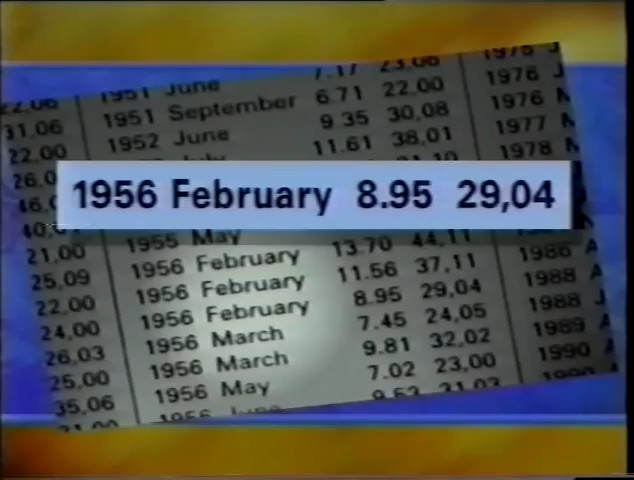 1951 June 7.17 23,06 1975 J
31,06 1951 September 6.71 22,00 1976 J
22,00 1952 June 9.35 30,08 1976
July 11.61 38,01 1977
1978
1956 February 8.95 29,04
21,00 1955 May
25,09 1956 February 13.70 44,11
22,00 1956 February 11.56 37,11 1986 A
24,00 1956 February 8.95 29,04 1988 A
26,03 1956 March 7.45 24,05 1988 J
25,00 1956 March 9.81 32,02 1989 A
35,06 1956 May 7.02 23,00 1990 A
1956 June